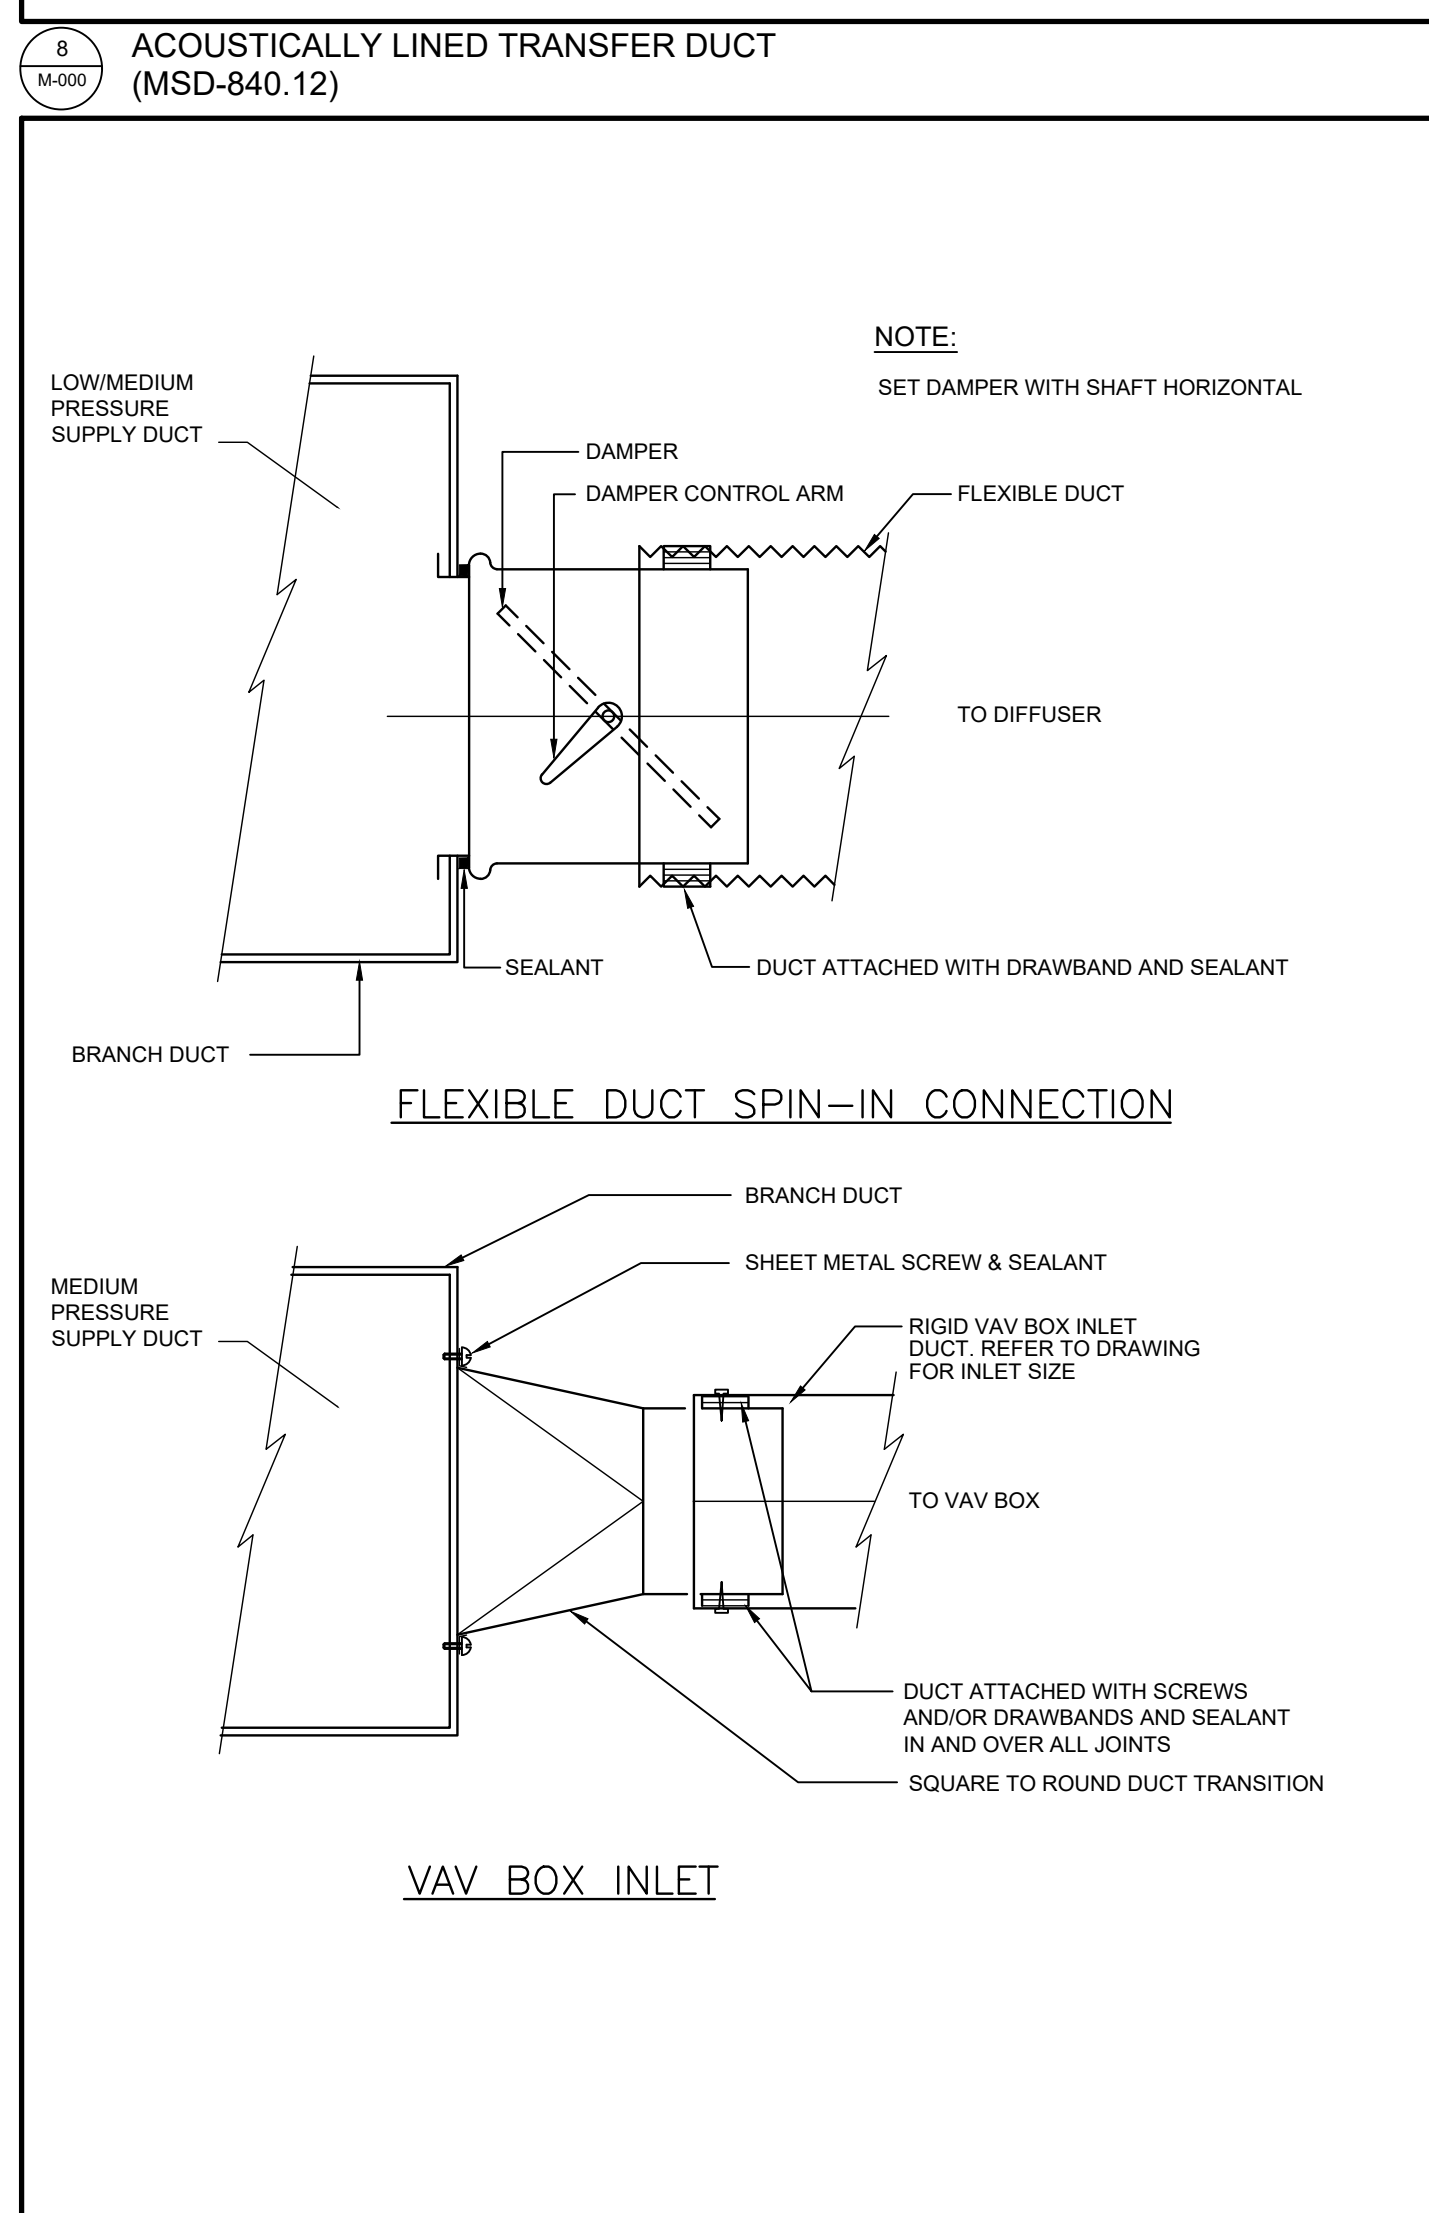 8
M-000
ACOUSTICALLY LINED TRANSFER DUCT
(MSD-840.12)
NOTE:
SET DAMPER WITH SHAFT HORIZONTAL
LOW/MEDIUM
PRESSURE
SUPPLY DUCT
DAMPER
DAMPER CONTROL ARM
FLEXIBLE DUCT
TO DIFFUSER
SEALANT
DUCT ATTACHED WITH DRAWBAND AND SEALANT
BRANCH DUCT
FLEXIBLE DUCT SPIN-IN CONNECTION
BRANCH DUCT
SHEET METAL SCREW & SEALANT
MEDIUM
PRESSURE
SUPPLY DUCT
RIGID VAV BOX INLET
DUCT. REFER TO DRAWING
FOR INLET SIZE
TO VAV BOX
DUCT ATTACHED WITH SCREWS
AND/OR DRAWBANDS AND SEALANT
IN AND OVER ALL JOINTS
SQUARE TO ROUND DUCT TRANSITION
VAV BOX INLET